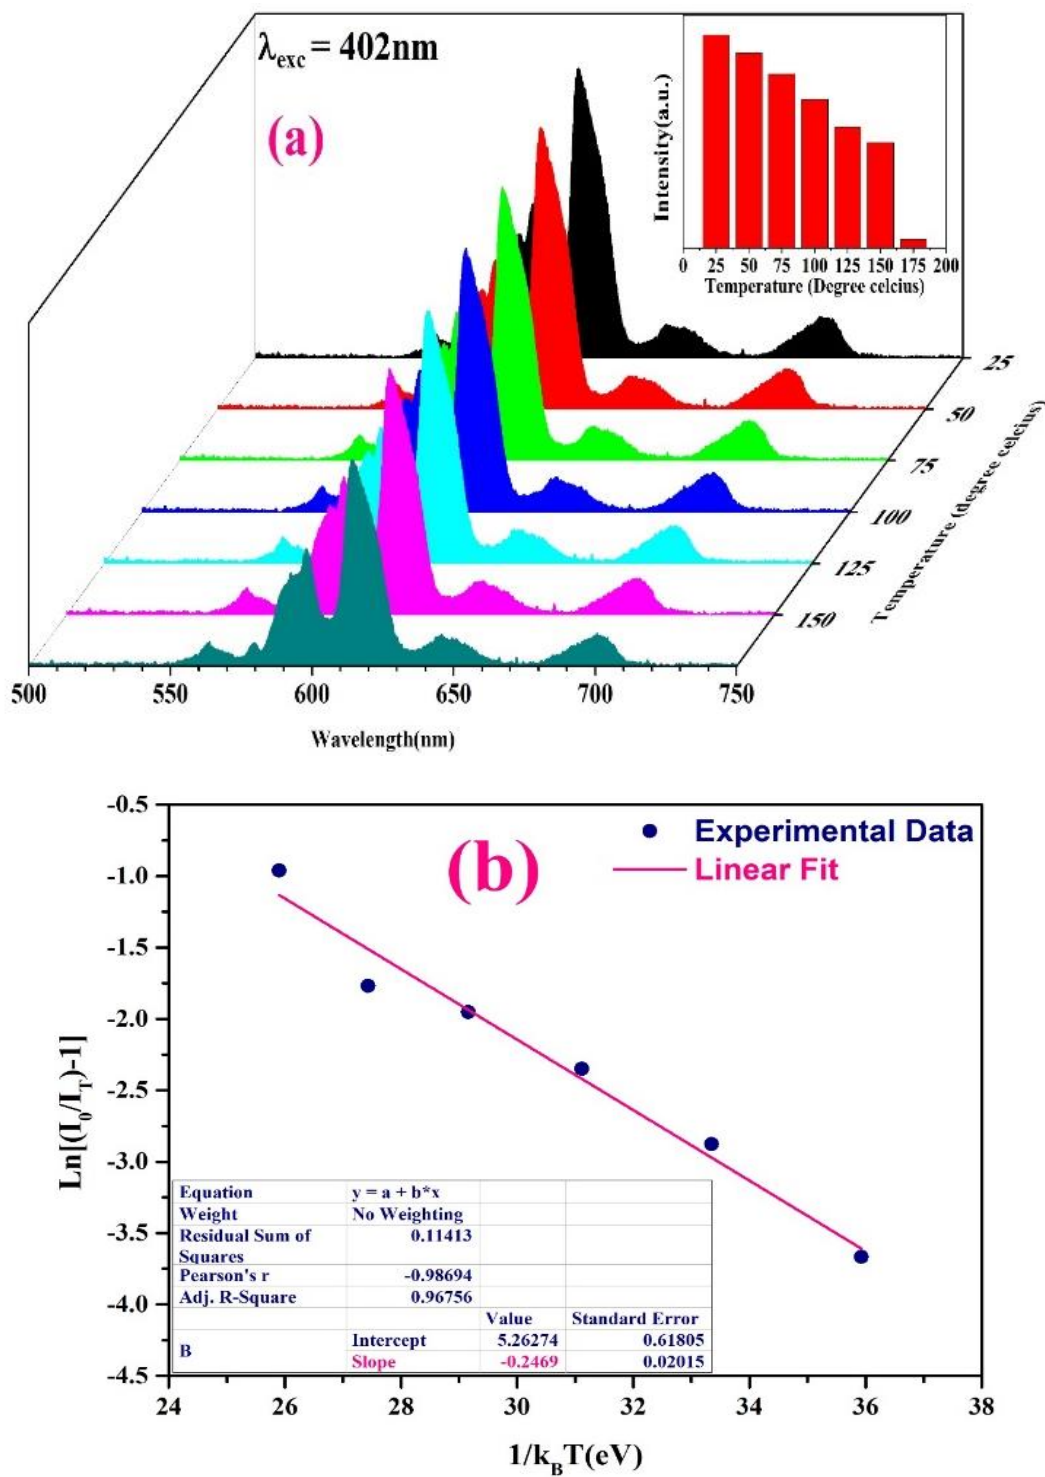 λexc = 402nm
(a)
Intensity(a.u.)
0 25 50 75 100 125 150 175 200
Temperature (Degree celcius)
25
50
75
100
125
150
Temperature (degree celcius)
500 550 600 650 700 750
Wavelength(nm)
(b)
Experimental Data
Linear Fit
-0.5
-1.0
-1.5
-2.0
-2.5
-3.0
-3.5
-4.0
-4.5
Ln[(I0/IT)-1]
Equation y = a + b*x
Weight No Weighting
Residual Sum of 0.11413
Squares
Pearson's r -0.98694
Adj. R-Square 0.96756
Value Standard Error
B Intercept 5.26274 0.61805
Slope -0.2469 0.02015
24 26 28 30 32 34 36 38
1/kBT(eV)